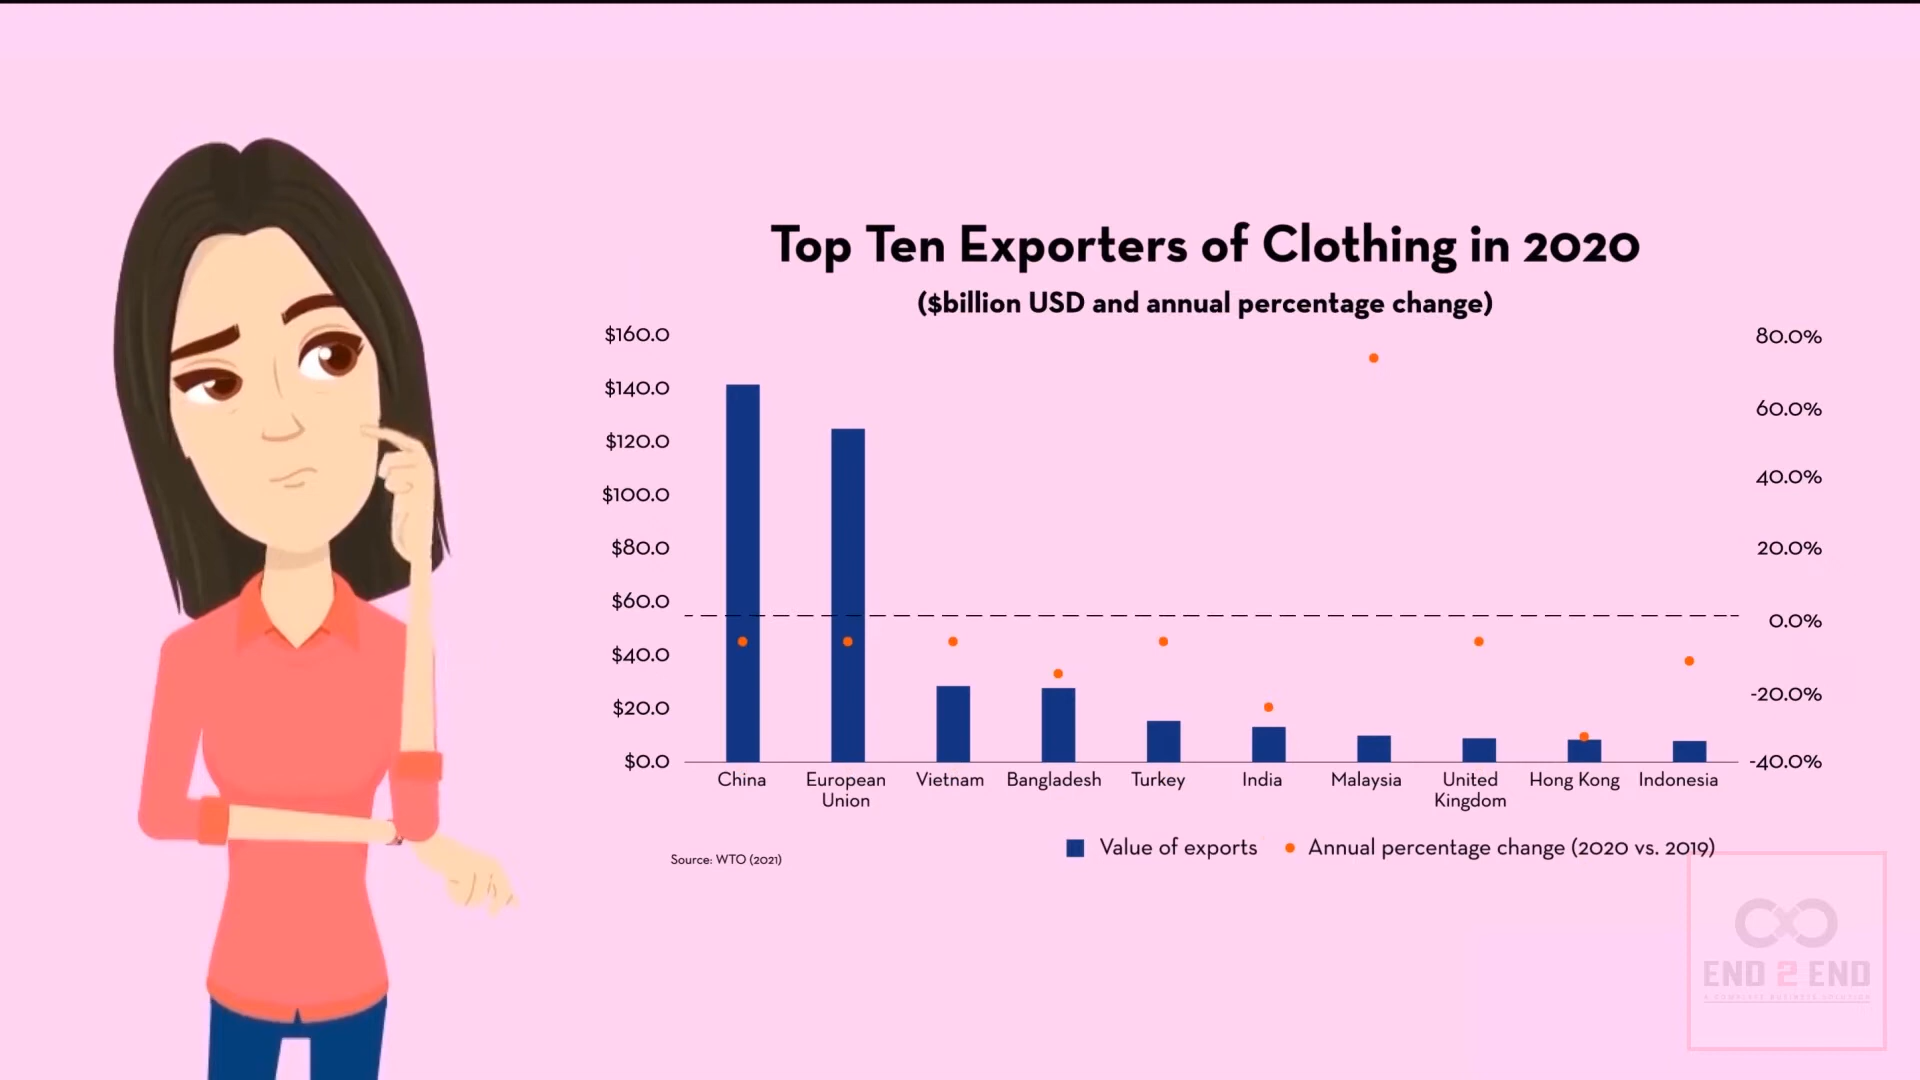 Top Ten Exporters of Clothing in 2020
($billion USD and annual percentage change)
$160.0
$140.0
$120.0
$100.0
$80.0
$60.0
$40.0
$20.0
$0.0
80.0%
60.0%
40.0%
20.0%
0.0%
-20.0%
-40.0%
China
European
Union
Vietnam
Bangladesh
Turkey
India
Malaysia
United
Kingdom
Hong Kong
Indonesia
Value of exports
Annual percentage change (2020 vs. 2019)
Source: WTO (2021)
END 2 END
A COMPLETE BUSINESS SOLUTION